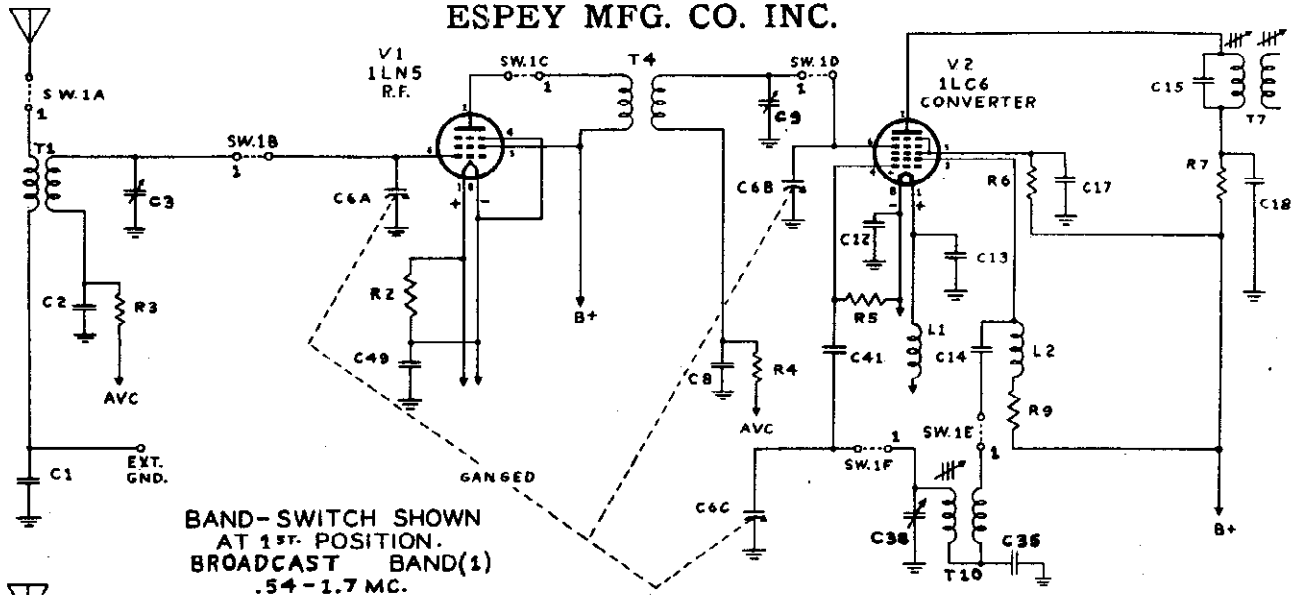 ESPEY MFG. CO. INC.
V1
1LN5
R.F.
SW.1C
1
T4
SW.1D
1
V2
1LC6
CONVERTER
C15
T7
SW.1A
1
T1
SW.1B
1
C3
C6A
C9
C6B
R6
C17
R7
C18
C2
R3
AVC
R2
C49
B+
C8
R4
AVC
C12
C13
R5
C41
L1
C14
L2
R9
SW.1E
1
SW.1F
1
C1
EXT.
GND.
GANGED
C6C
C38
T10
C35
B+
BAND-SWITCH SHOWN
AT 1ST. POSITION.
BROADCAST BAND(1)
.54-1.7 MC.